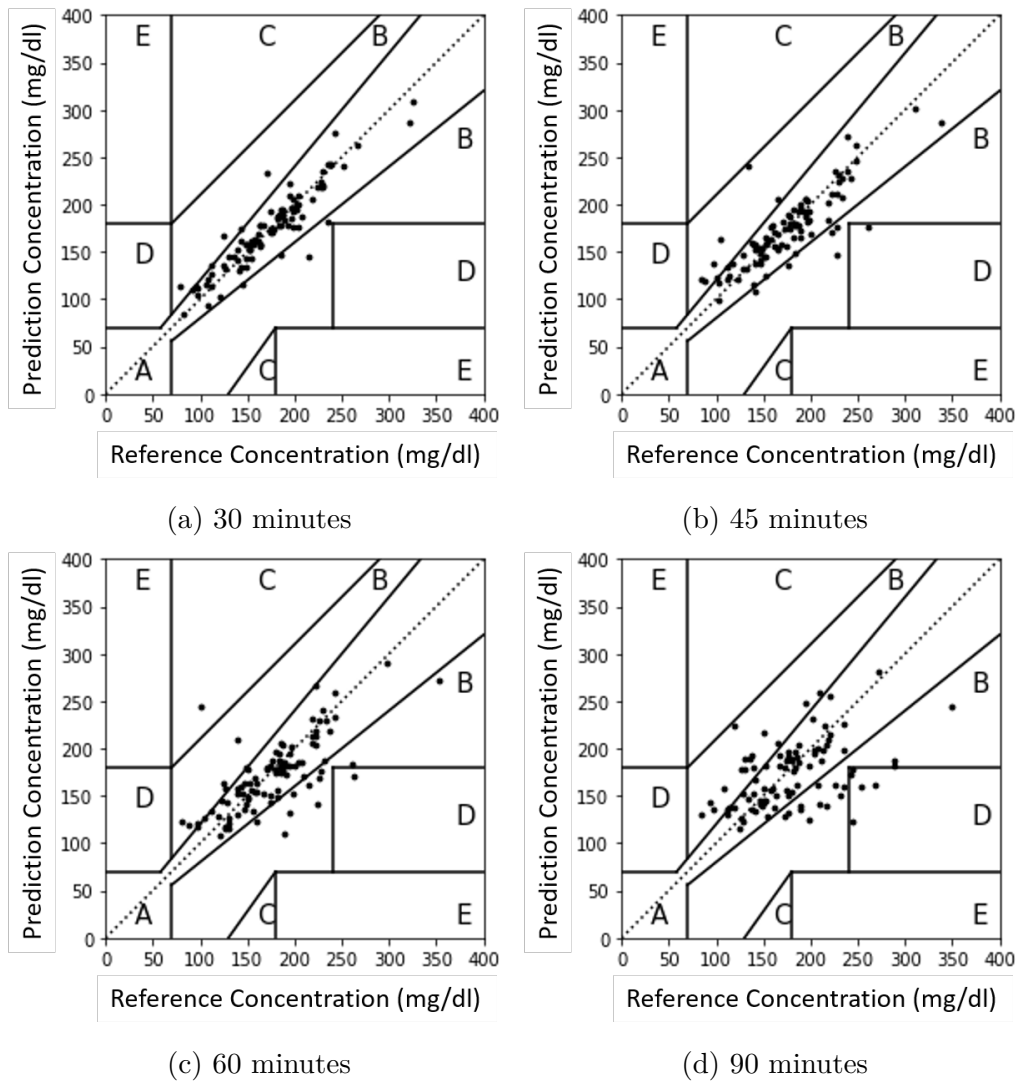 Prediction Concentration (mg/dl)
400
350
300
250
200
150
100
50
0
E
C
B
B
D
D
A
C
E
0 50 100 150 200 250 300 350 400
Reference Concentration (mg/dl)
(a) 30 minutes
Prediction Concentration (mg/dl)
400
350
300
250
200
150
100
50
0
E
C
B
B
D
D
A
C
E
0 50 100 150 200 250 300 350 400
Reference Concentration (mg/dl)
(b) 45 minutes
Prediction Concentration (mg/dl)
400
350
300
250
200
150
100
50
0
E
C
B
B
D
D
A
C
E
0 50 100 150 200 250 300 350 400
Reference Concentration (mg/dl)
(c) 60 minutes
Prediction Concentration (mg/dl)
400
350
300
250
200
150
100
50
0
E
C
B
B
D
D
A
C
E
0 50 100 150 200 250 300 350 400
Reference Concentration (mg/dl)
(d) 90 minutes